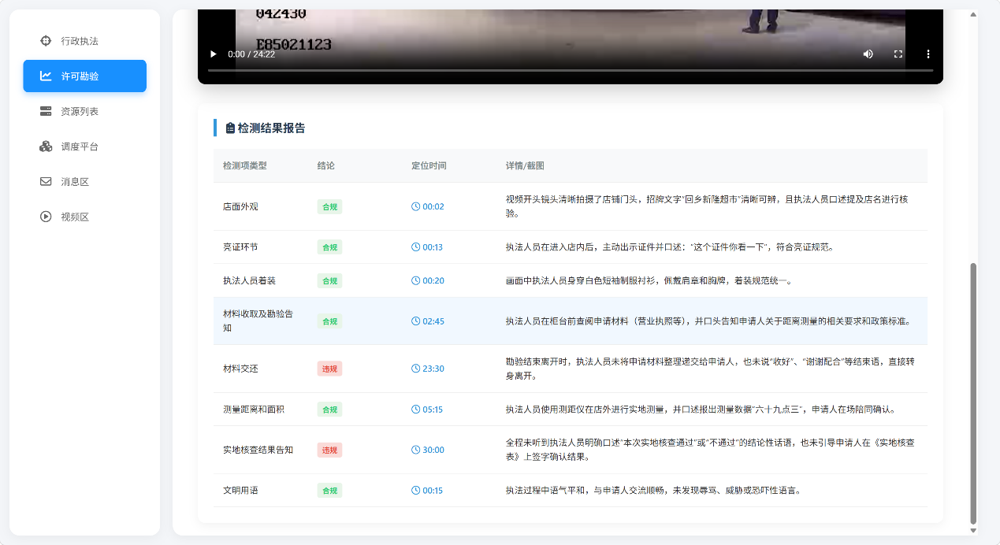 行政执法
许可勘验
资源列表
调度平台
消息区
视频区
042430
E85021123
0:00 / 24:22
检测结果报告
检测项类型 结论 定位时间 详情/截图
店面外观 合规 00:02 视频开头镜头清晰拍摄了店铺门头，招牌文字“回乡新隆超市”清晰可辨，且执法人员口述提及店名进行核
验。
亮证环节 合规 00:13 执法人员在进入店内后，主动出示证件并口述：“这个证件你看一下”，符合亮证规范。
执法人员着装 合规 00:20 画面中执法人员身穿白色短袖制服衬衫，佩戴肩章和胸牌，着装规范统一。
材料收取及勘验告
知 合规 02:45 执法人员在柜台前查阅申请材料（营业执照等），并口头告知申请人关于距离测量的相关要求和政策标准。
材料交还 违规 23:30 勘验结束离开时，执法人员未将申请材料整理递交给申请人，也未说“收好”、“谢谢配合”等结束语，直接转
身离开。
测量距离和面积 合规 05:15 执法人员使用测距仪在店外进行实地测量，并口述报出测量数据“六十九点三”，申请人在场陪同确认。
实地核查结果告知 违规 30:00 全程未听到执法人员明确口述“本次实地核查通过”或“不通过”的结论性话语，也未引导申请人在《实地核查
表》上签字确认结果。
文明用语 合规 00:15 执法过程中语气平和，与申请人交流顺畅，未发现辱骂、威胁或恐吓性语言。